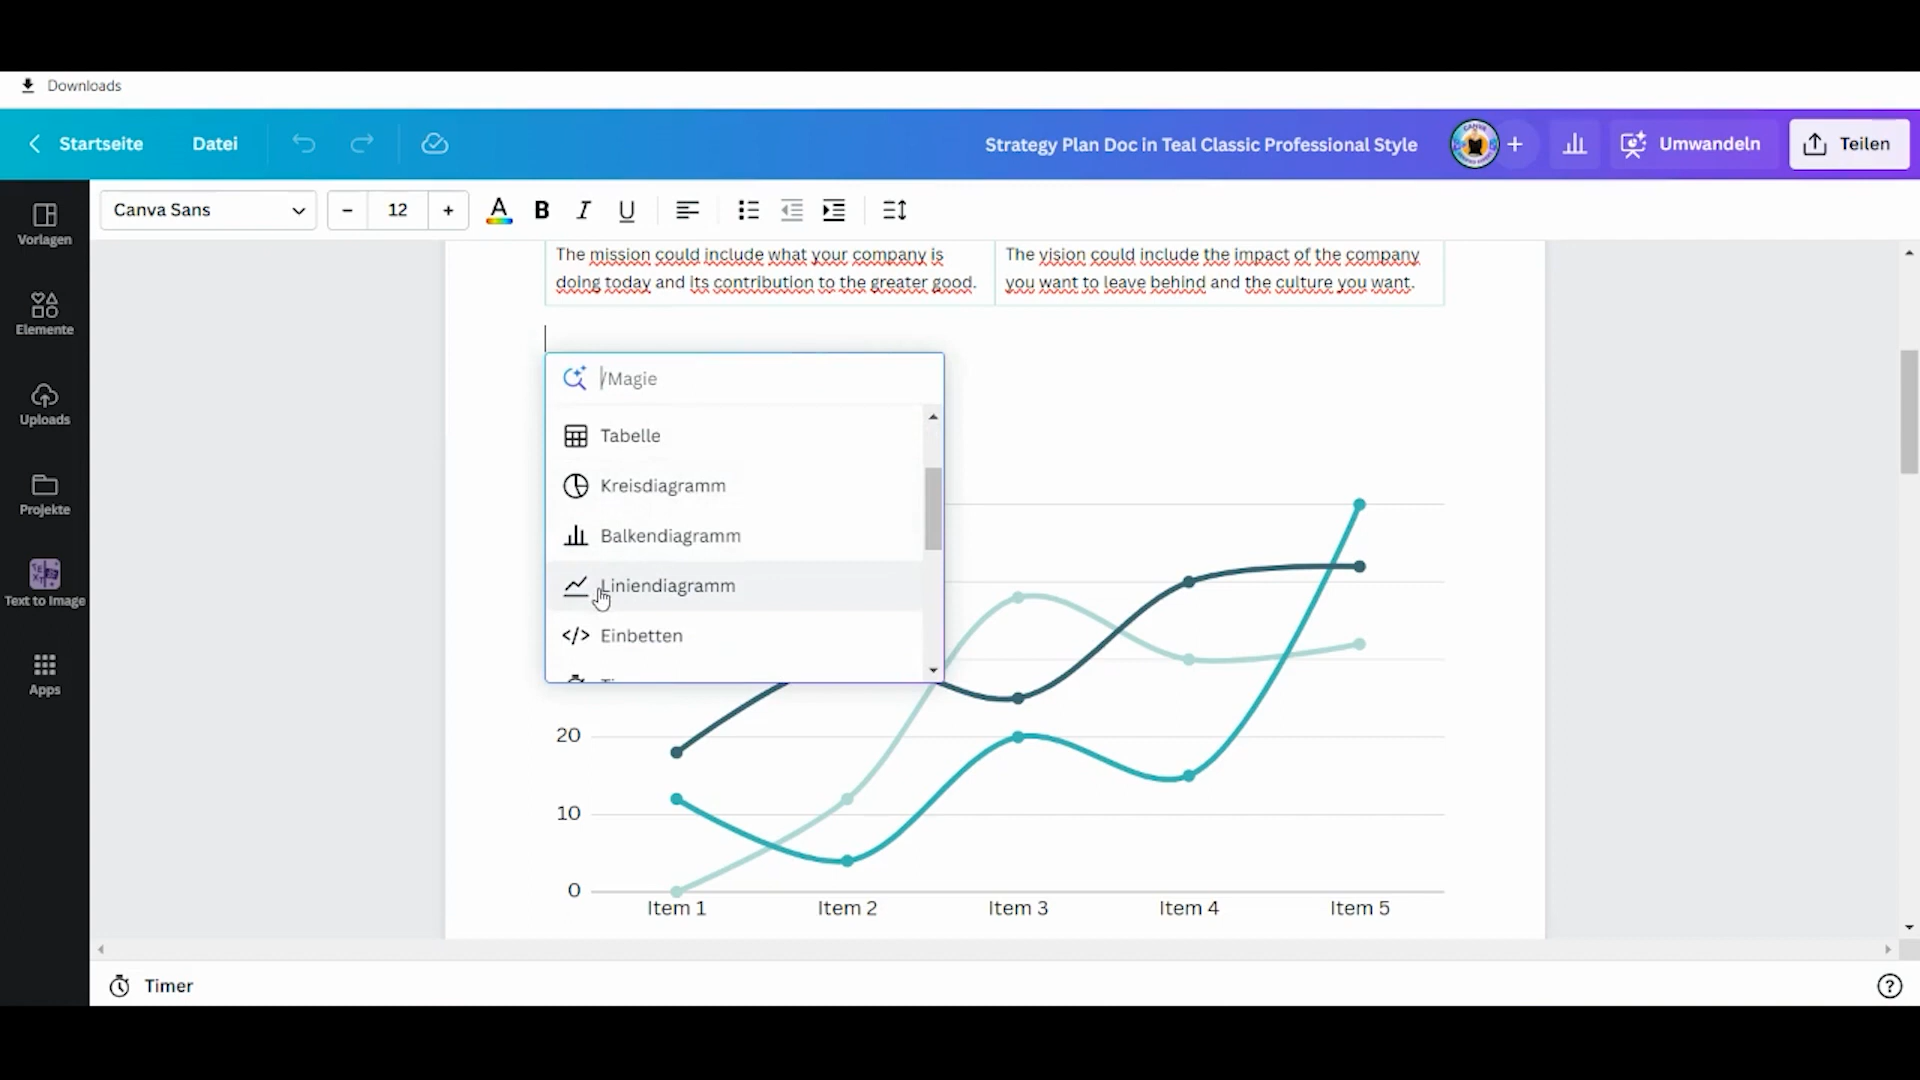 Downloads
Startseite
Datei
Strategy Plan Doc in Teal Classic Professional Style
Umwandeln
Teilen
Canva Sans
12
Vorlagen
Elemente
Uploads
Projekte
Text to Image
Apps
The mission could include what your company is
doing today and its contribution to the greater good.
The vision could include the impact of the company
you want to leave behind and the culture you want.
/Magie
Tabelle
Kreisdiagramm
Balkendiagramm
Liniendiagramm
Einbetten
20
10
0
Item 1
Item 2
Item 3
Item 4
Item 5
Timer